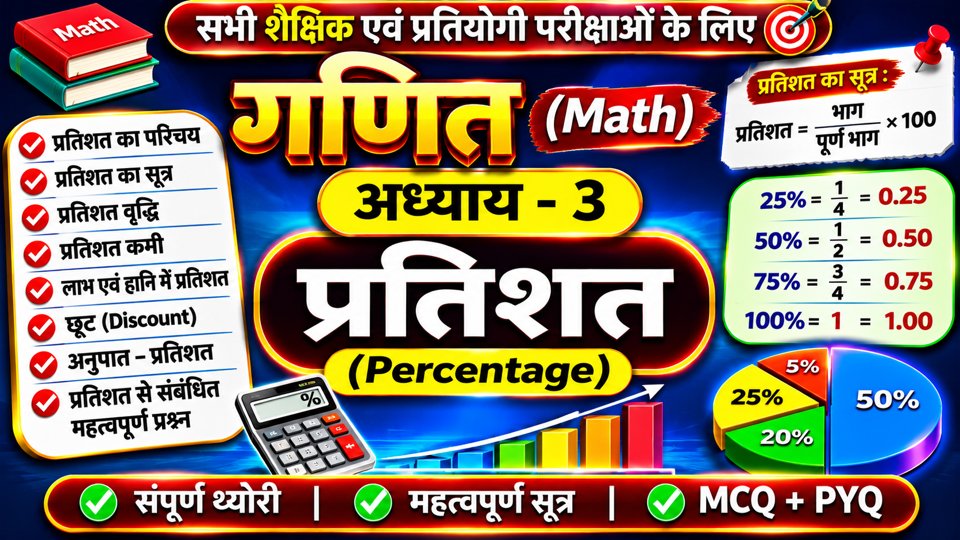 सभी शैक्षिक एवं प्रतियोगी परीक्षाओं के लिए
Math
गणित (Math)
अध्याय - 3
प्रतिशत
(Percentage)
प्रतिशत का परिचय
प्रतिशत का सूत्र
प्रतिशत वृद्धि
प्रतिशत कमी
लाभ एवं हानि में प्रतिशत
छूट (Discount)
अनुपात – प्रतिशत
प्रतिशत से संबंधित
महत्वपूर्ण प्रश्न
प्रतिशत का सूत्र :
प्रतिशत = भाग / पूर्ण भाग × 100
25% = 1/4 = 0.25
50% = 1/2 = 0.50
75% = 3/4 = 0.75
100% = 1 = 1.00
5%
25%
50%
20%
%
संपूर्ण थ्योरी | महत्वपूर्ण सूत्र | MCQ + PYQ